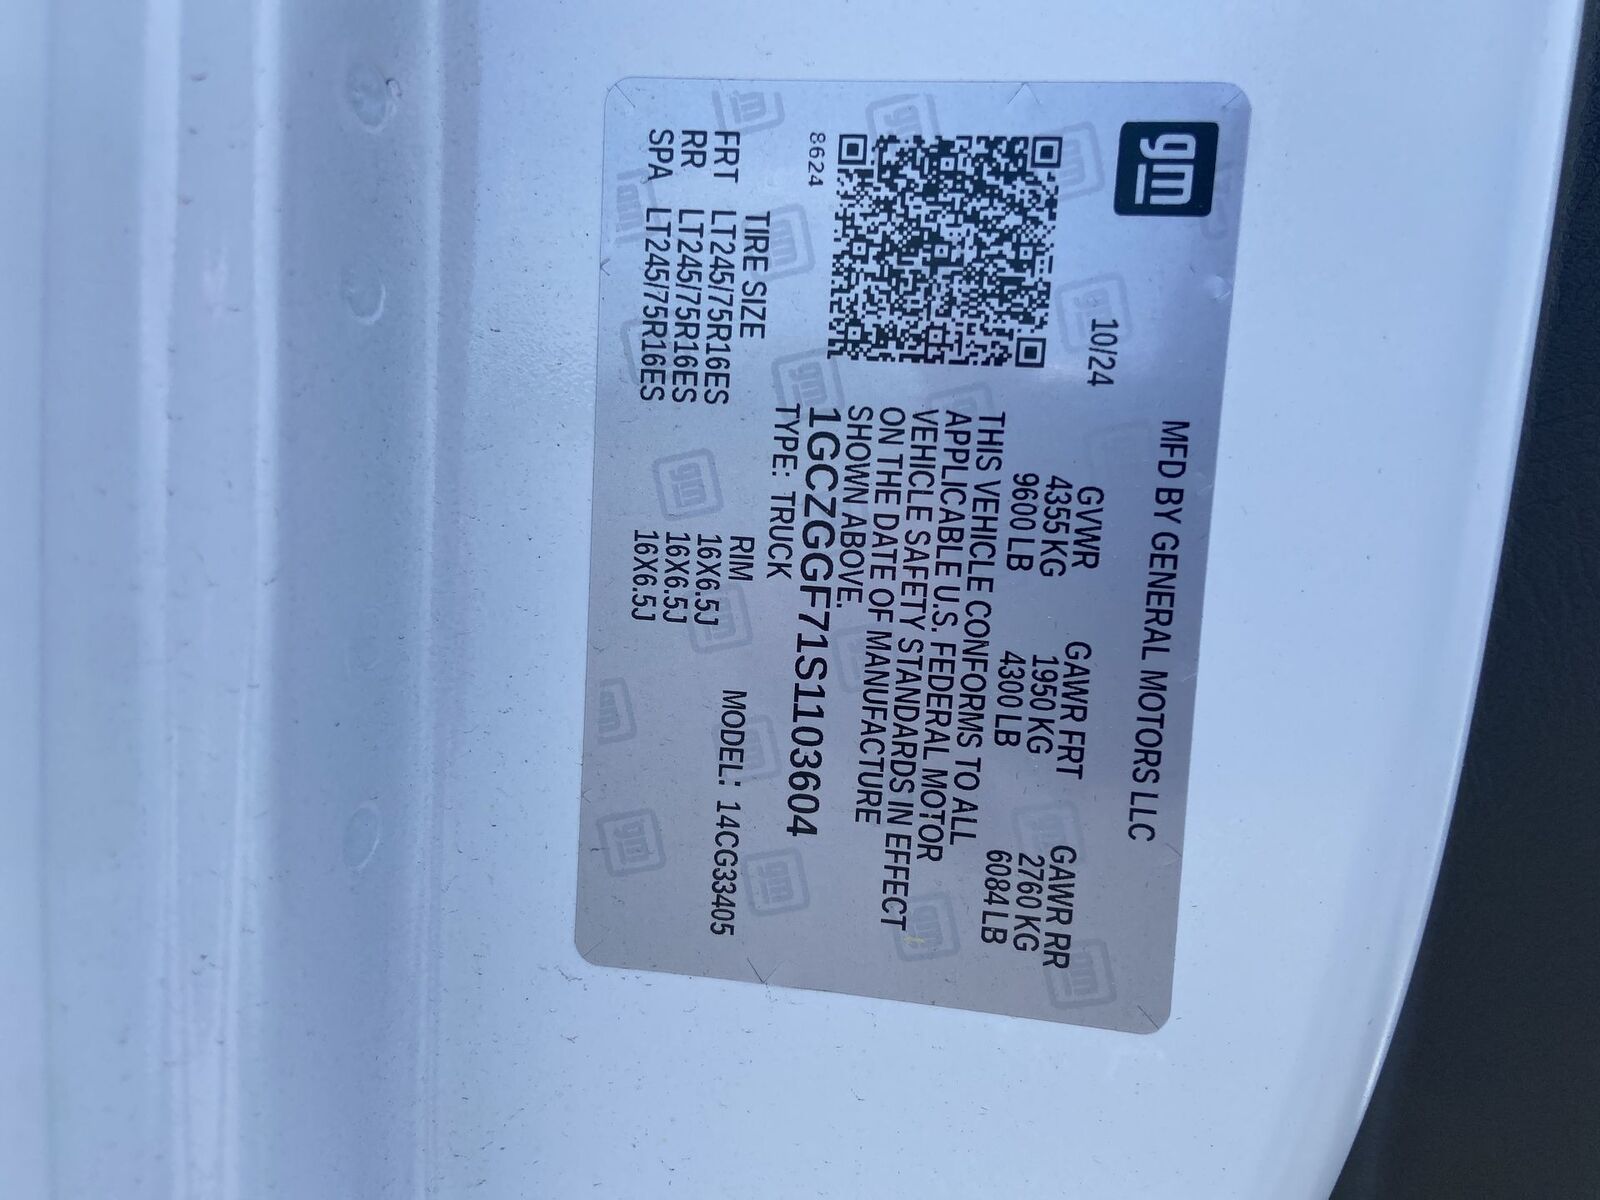 gm
MFD BY GENERAL MOTORS LLC
10/24
GVWR GAWR FRT GAWR RR
4355 KG 1950 KG 2760 KG
9600 LB 4300 LB 6084 LB
THIS VEHICLE CONFORMS TO ALL
APPLICABLE U.S. FEDERAL MOTOR
VEHICLE SAFETY STANDARDS IN EFFECT
ON THE DATE OF MANUFACTURE
SHOWN ABOVE.
8624
1GCZGGF71S1103604
TYPE: TRUCK
TIRE SIZE RIM MODEL: 14CG33405
FRT LT245/75R16ES 16X6.5J
RR LT245/75R16ES 16X6.5J
SPA LT245/75R16ES 16X6.5J